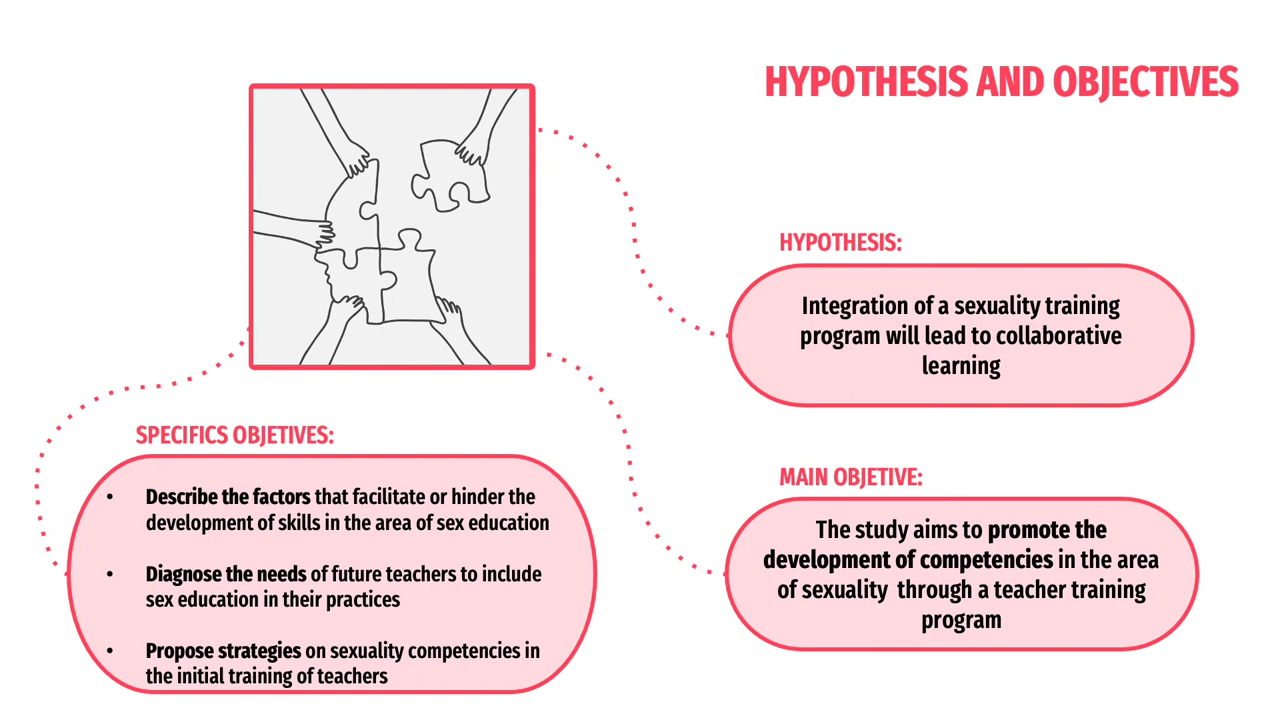 HYPOTHESIS AND OBJECTIVES
HYPOTHESIS:
Integration of a sexuality training
program will lead to collaborative
learning
SPECIFICS OBJETIVES:
• Describe the factors that facilitate or hinder the
development of skills in the area of sex education
• Diagnose the needs of future teachers to include
sex education in their practices
• Propose strategies on sexuality competencies in
the initial training of teachers
MAIN OBJETIVE:
The study aims to promote the
development of competencies in the area
of sexuality through a teacher training
program